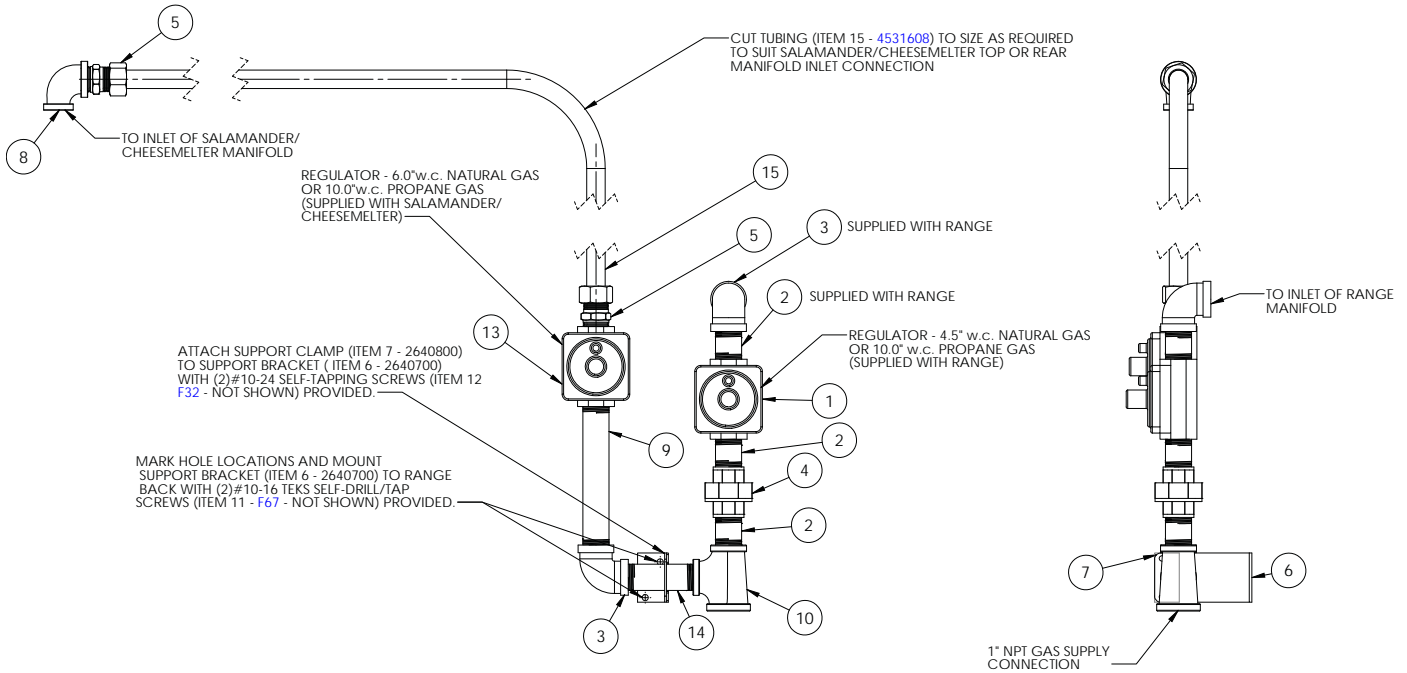 5
CUT TUBING (ITEM 15 - 4531608) TO SIZE AS REQUIRED
TO SUIT SALAMANDER/CHEESEMELTER TOP OR REAR
MANIFOLD INLET CONNECTION
8
TO INLET OF SALAMANDER/
CHEESEMELTER MANIFOLD
REGULATOR - 6.0"w.c. NATURAL GAS
OR 10.0"w.c. PROPANE GAS
(SUPPLIED WITH SALAMANDER/
CHEESEMELTER)
15
5
3 SUPPLIED WITH RANGE
2 SUPPLIED WITH RANGE
TO INLET OF RANGE
MANIFOLD
13
REGULATOR - 4.5" w.c. NATURAL GAS
OR 10.0" w.c. PROPANE GAS
(SUPPLIED WITH RANGE)
ATTACH SUPPORT CLAMP (ITEM 7 - 2640800)
TO SUPPORT BRACKET ( ITEM 6 - 2640700)
WITH (2)#10-24 SELF-TAPPING SCREWS (ITEM 12
F32 - NOT SHOWN) PROVIDED.
1
9
2
MARK HOLE LOCATIONS AND MOUNT
SUPPORT BRACKET (ITEM 6 - 2640700) TO RANGE
BACK WITH (2)#10-16 TEKS SELF-DRILL/TAP
SCREWS (ITEM 11 - F67 - NOT SHOWN) PROVIDED.
4
2
7
6
3
14
10
1" NPT GAS SUPPLY
CONNECTION